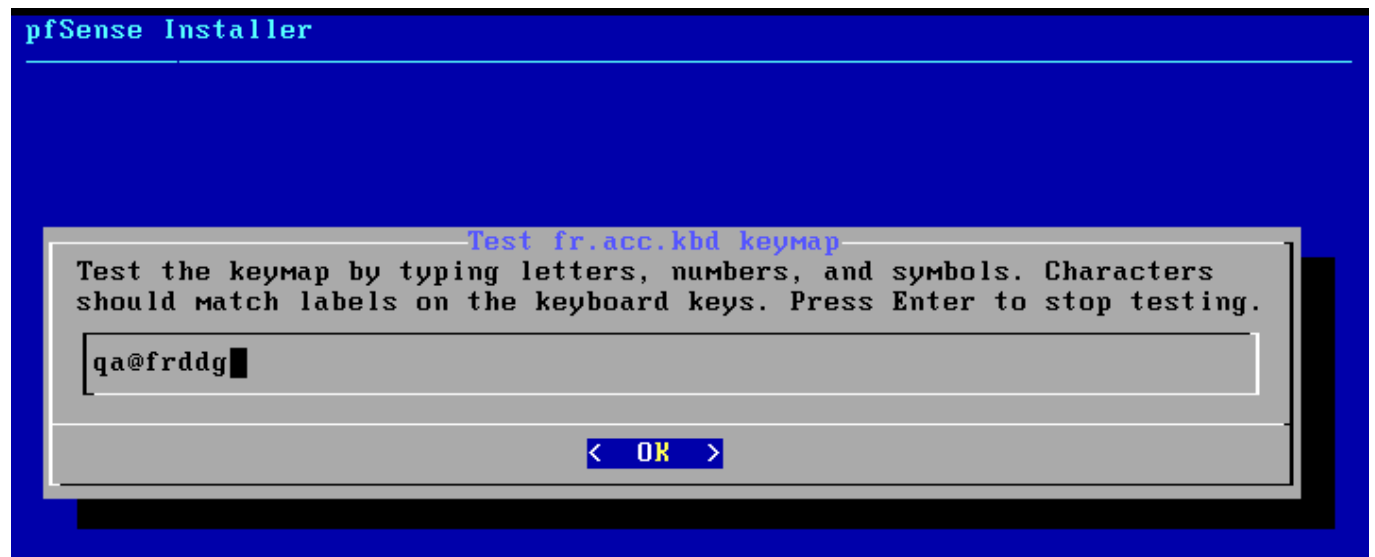 pfSense Installer
Test fr.acc.kbd keymap
Test the keymap by typing letters, numbers, and symbols. Characters
should match labels on the keyboard keys. Press Enter to stop testing.
qa@frddg
< OK >